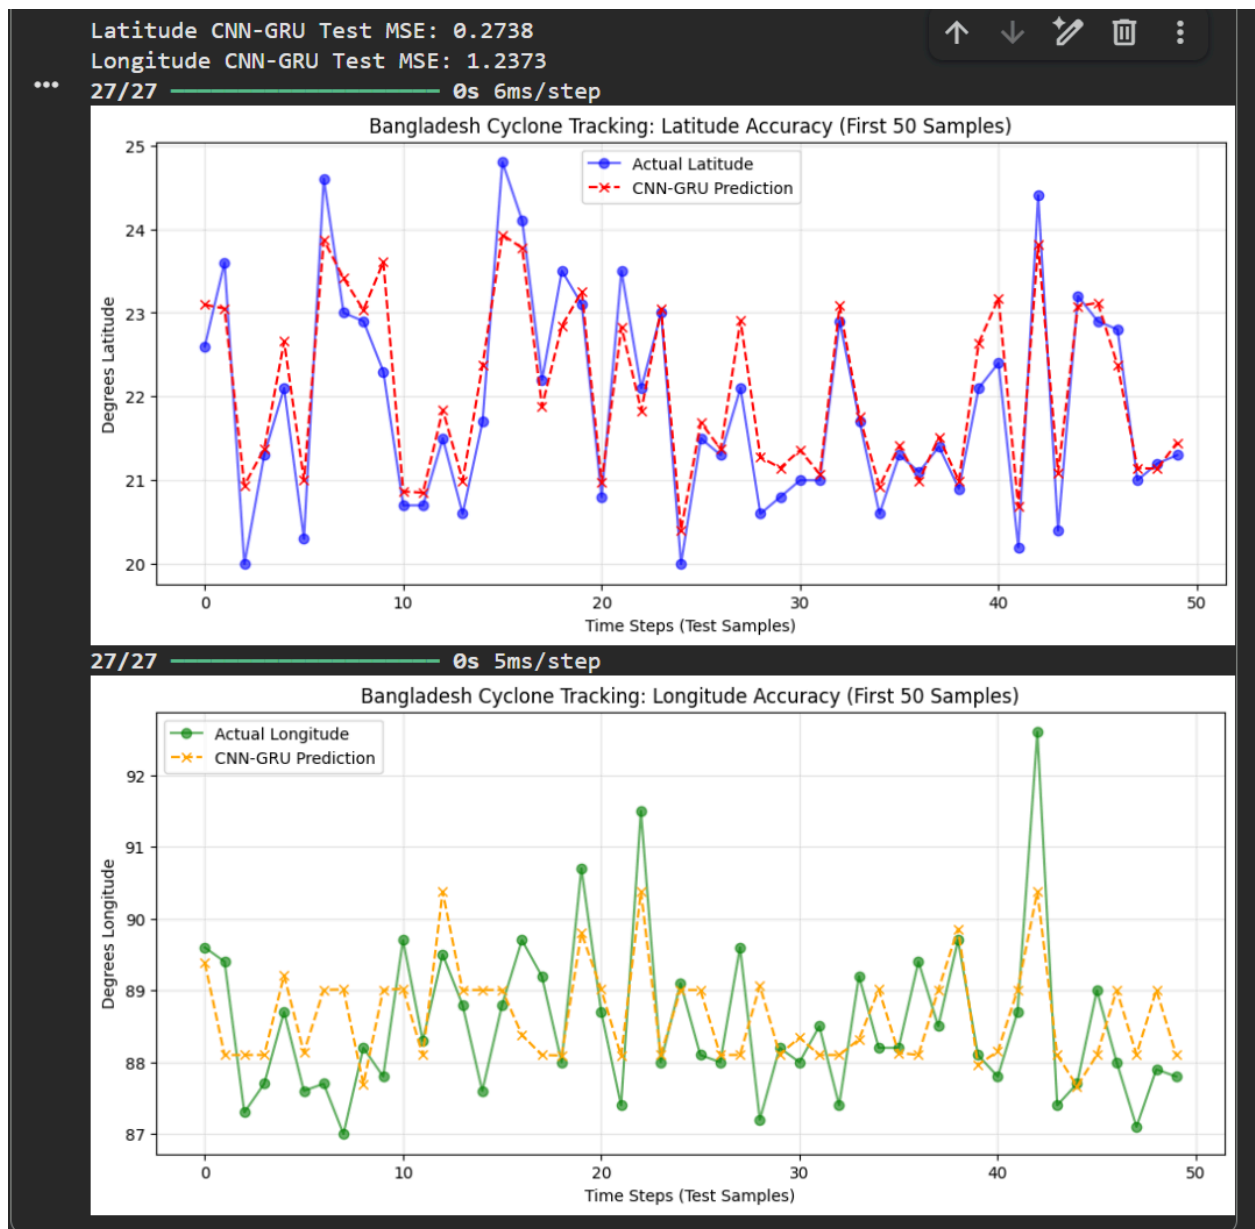 Latitude CNN-GRU Test MSE: 0.2738
Longitude CNN-GRU Test MSE: 1.2373
27/27 ━━━━━━━━━━━━━━━━━━━━ 0s 6ms/step
Bangladesh Cyclone Tracking: Latitude Accuracy (First 50 Samples)
Actual Latitude
CNN-GRU Prediction
Degrees Latitude
25
24
23
22
21
20
0 10 20 30 40 50
Time Steps (Test Samples)
27/27 ━━━━━━━━━━━━━━━━━━━━ 0s 5ms/step
Bangladesh Cyclone Tracking: Longitude Accuracy (First 50 Samples)
Actual Longitude
CNN-GRU Prediction
Degrees Longitude
92
91
90
89
88
87
0 10 20 30 40 50
Time Steps (Test Samples)